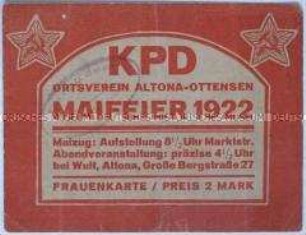 KPD
ORTSVEREIN ALTONA-OTTENSEN
MAIFEIER 1922
Maizug: Aufstellung 8½ Uhr Marktstr.
Abendveranstaltung: präzise 4½ Uhr
bei Wulf, Altona, Große Bergstraße 27
FRAUENKARTE / PREIS 2 MARK